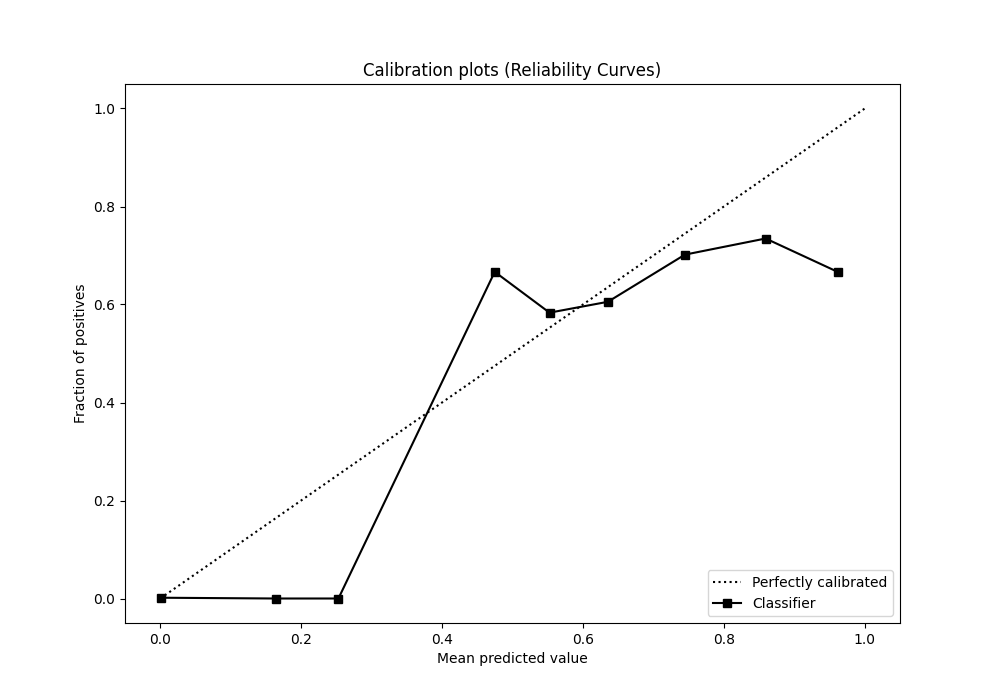 Calibration plots (Reliability Curves)
1.0
0.8
0.6
0.4
0.2
0.0
Fraction of positives
Perfectly calibrated
Classifier
0.0 0.2 0.4 0.6 0.8 1.0
Mean predicted value